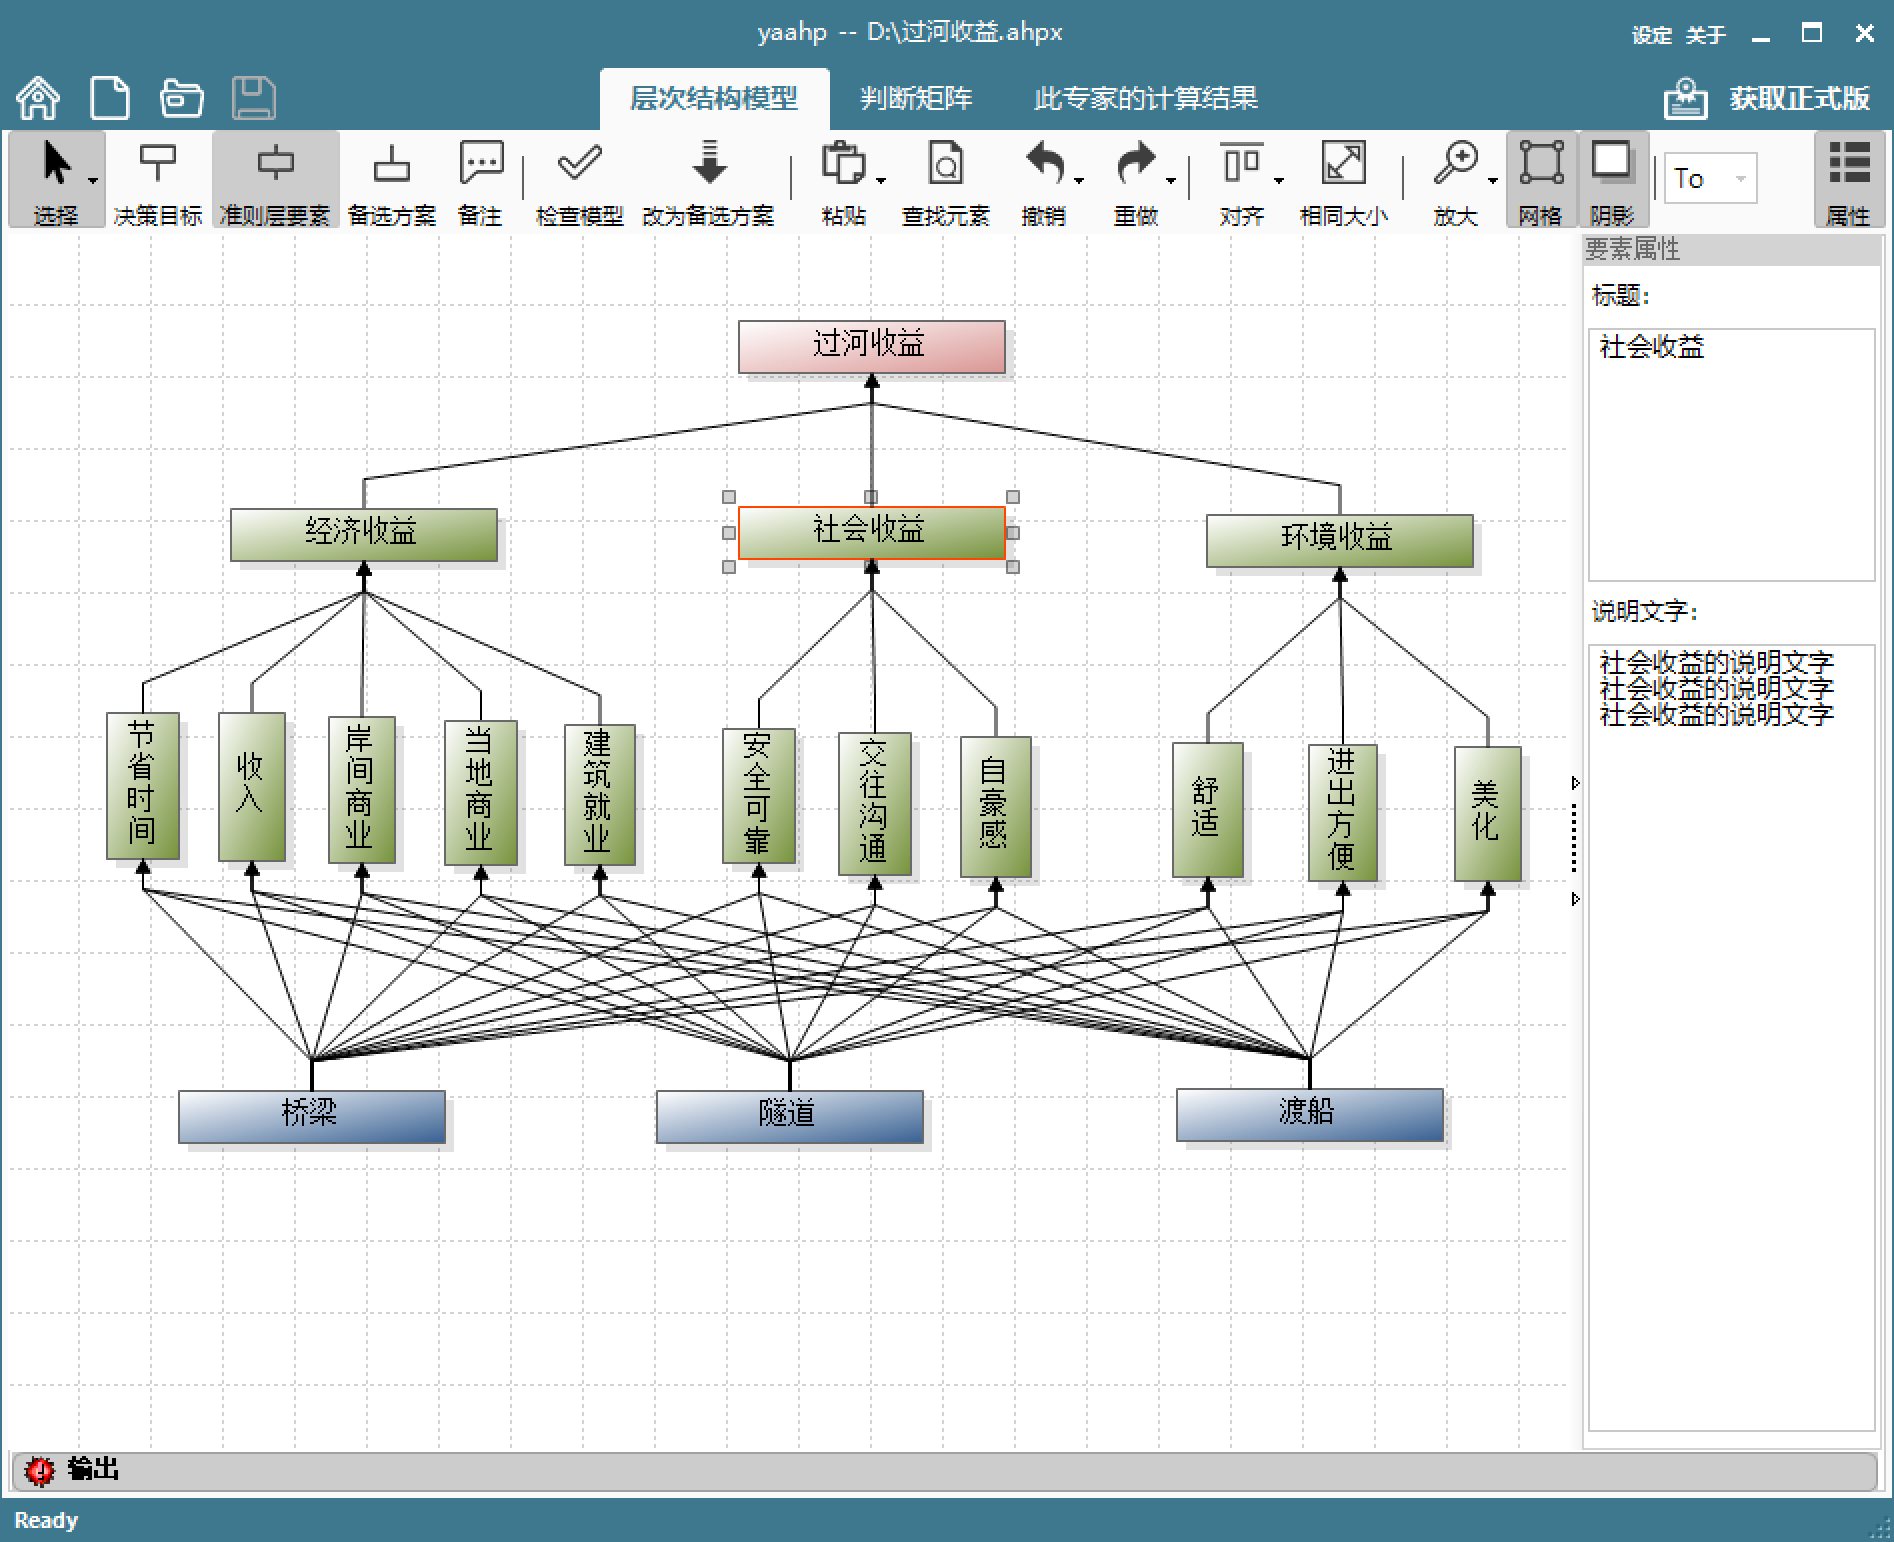 yaahp -- D:\过河收益.ahpx
设定 关于
层次结构模型 判断矩阵 此专家的计算结果 获取正式版
选择 决策目标 准则层要素 备选方案 备注 检查模型 改为备选方案 粘贴 查找元素 撤销 重做 对齐 相同大小 放大 网格 阴影 To 属性
要素属性
标题:
社会收益
说明文字:
社会收益的说明文字
社会收益的说明文字
社会收益的说明文字
过河收益
经济收益 社会收益 环境收益
节省时间 收入 岸间商业 当地商业 建筑就业 安全可靠 交往沟通 自豪感 舒适 进出方便 美化
桥梁 隧道 渡船
输出
Ready